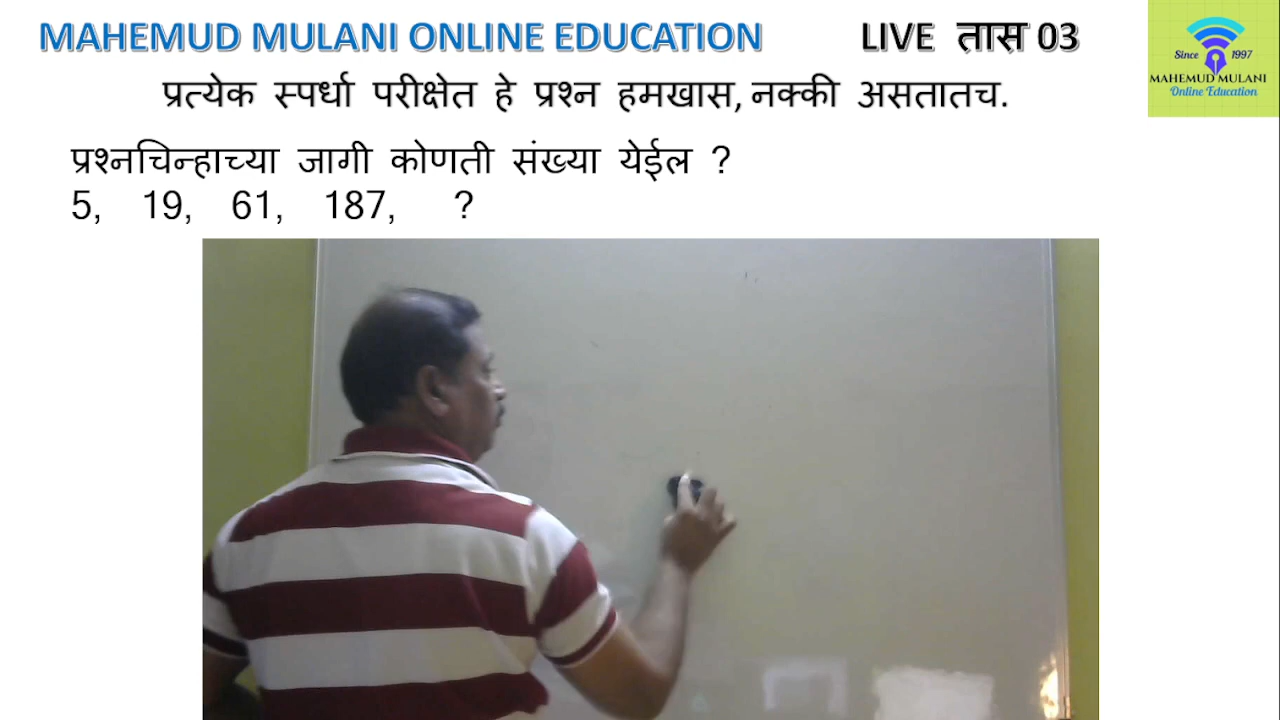 MAHEMUD MULANI ONLINE EDUCATION LIVE तास 03
Since 1997
MAHEMUD MULANI
Online Education
प्रत्येक स्पर्धा परीक्षेत हे प्रश्न हमखास, नक्की असतातच.
प्रश्नचिन्हाच्या जागी कोणती संख्या येईल ?
5, 19, 61, 187, ?